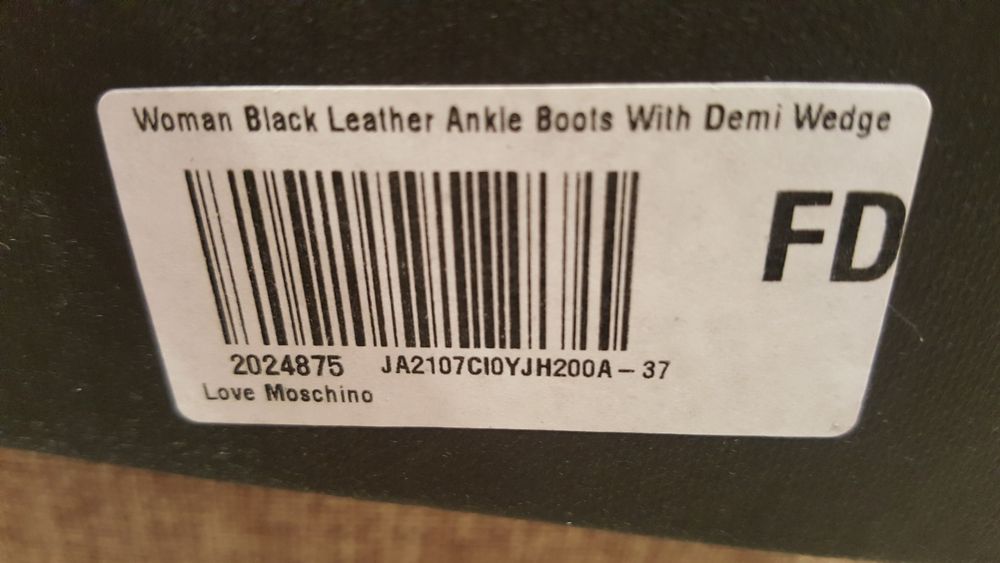 Woman Black Leather Ankle Boots With Demi Wedge
FD
2024875 JA2107CI0YJH200A-37
Love Moschino